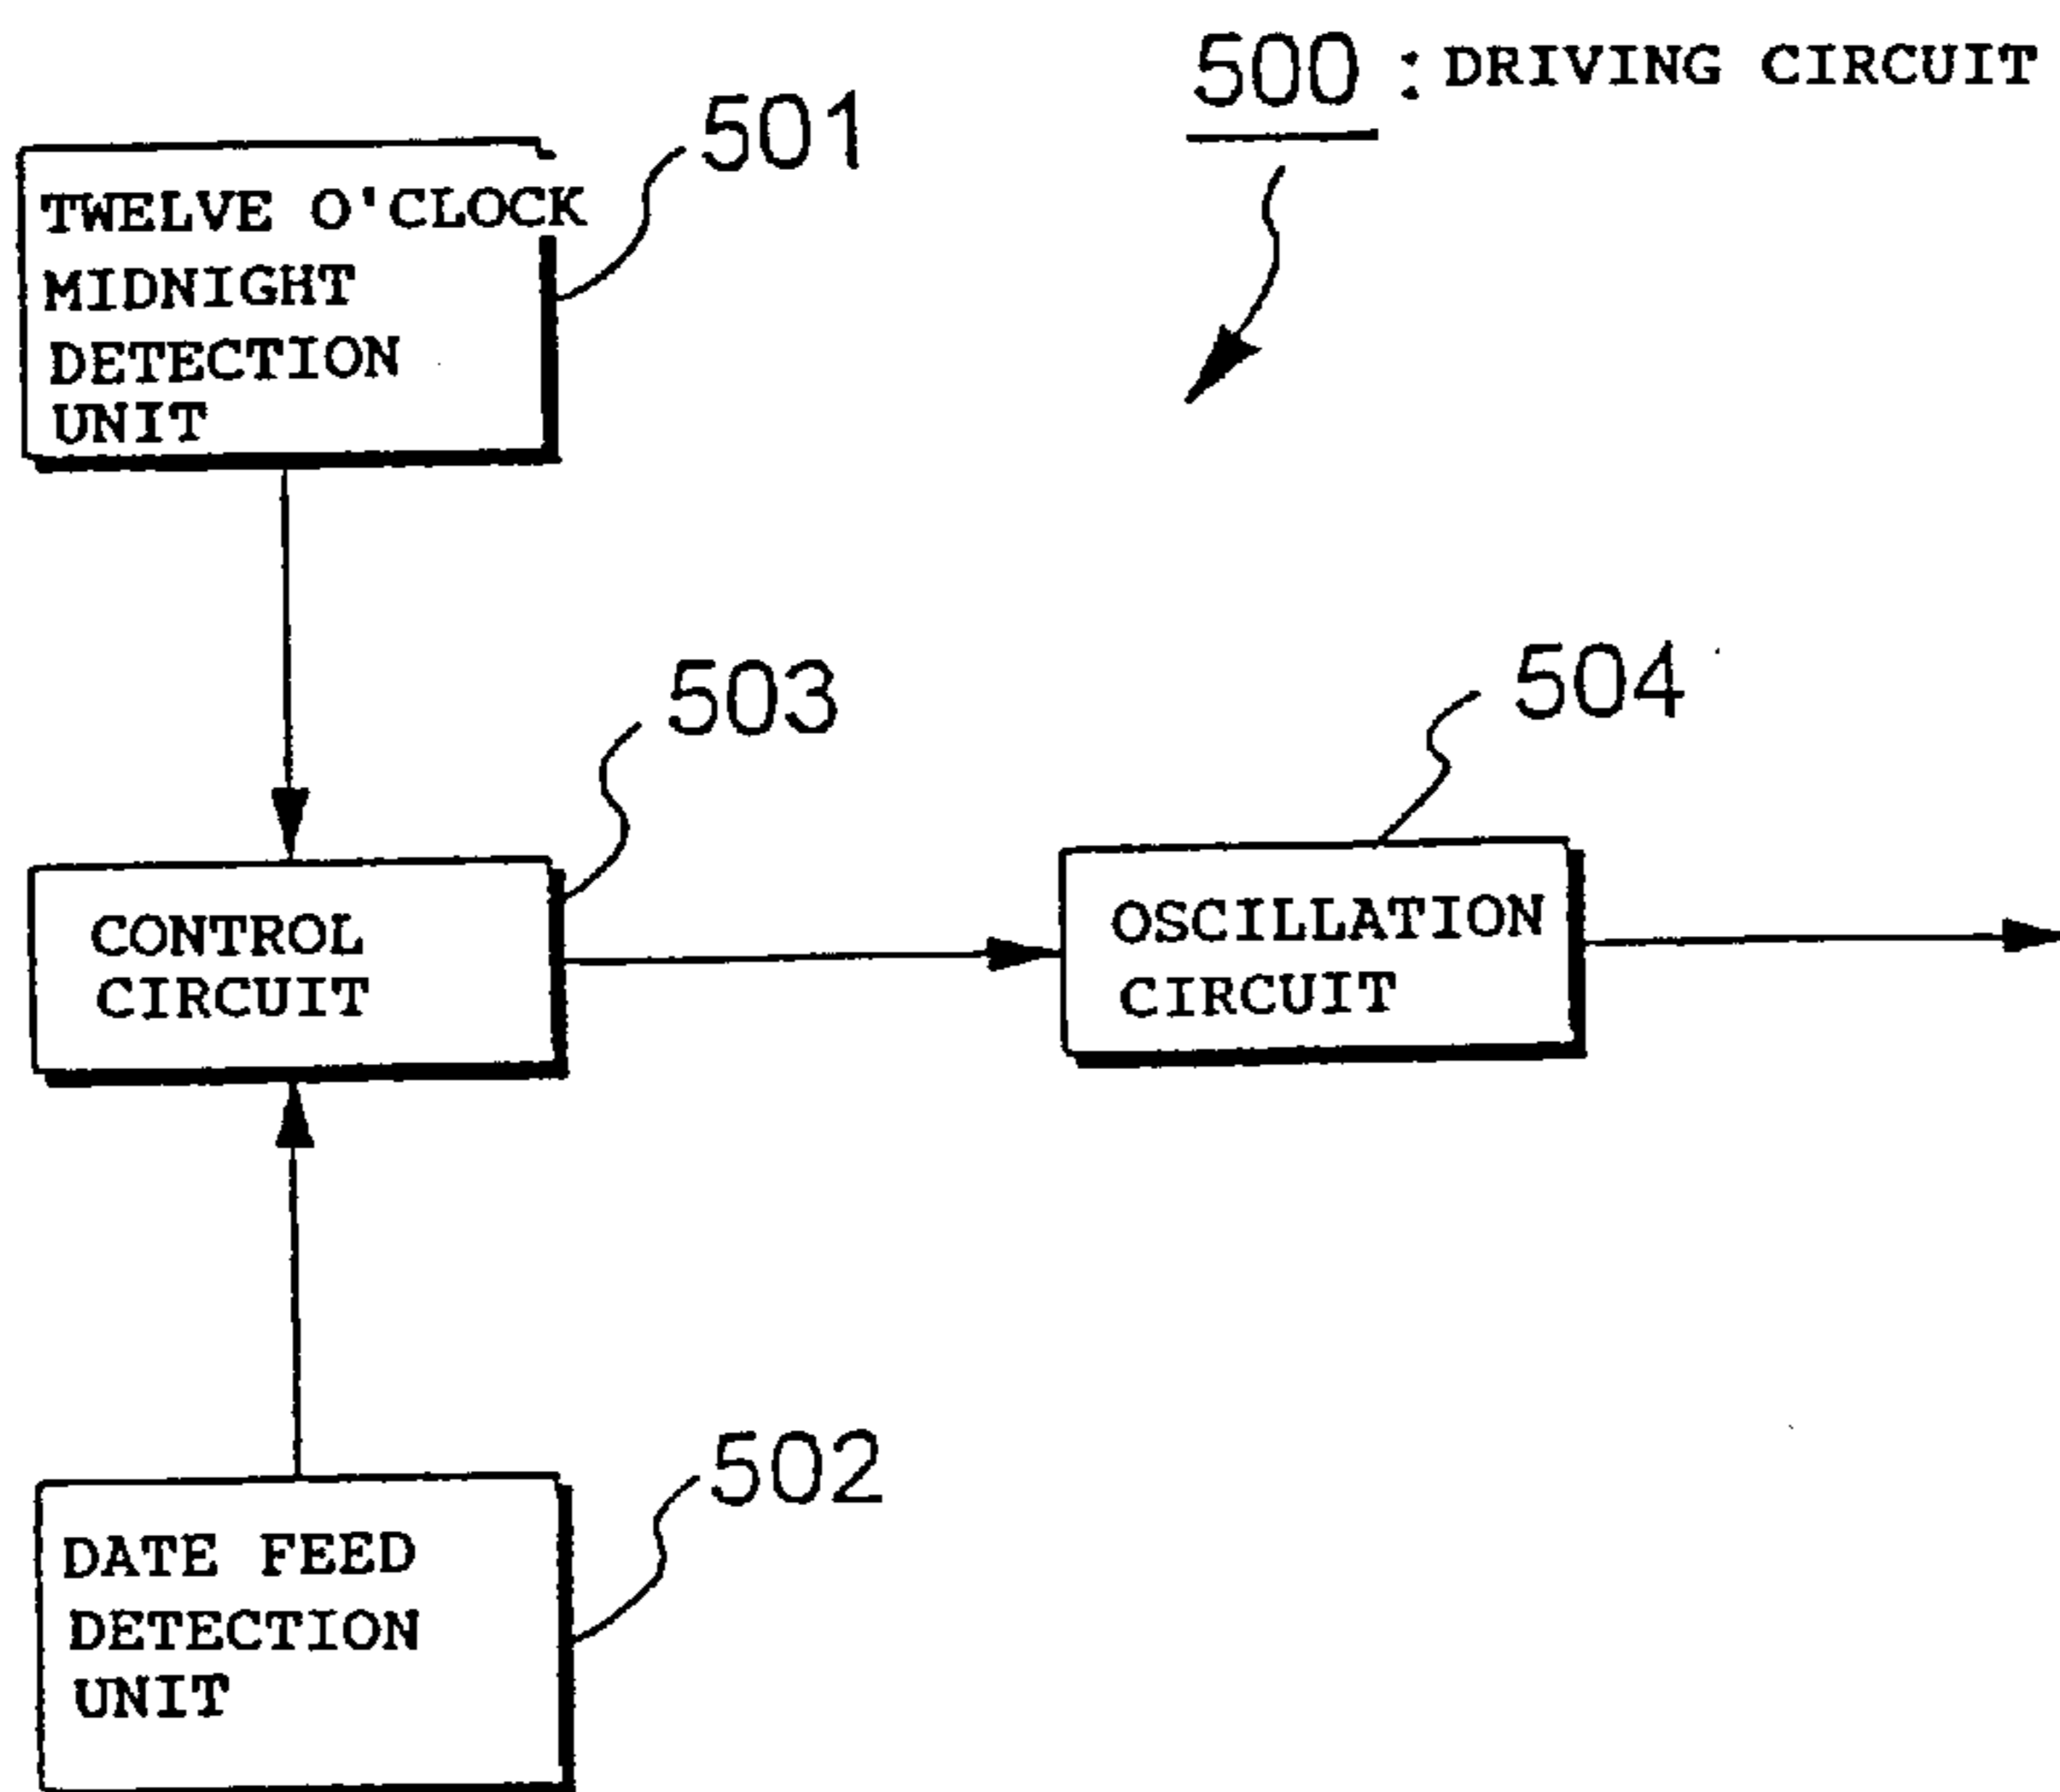 500 : DRIVING CIRCUIT
501
TWELVE O'CLOCK
MIDNIGHT
DETECTION
UNIT
503
504
CONTROL
CIRCUIT
OSCILLATION
CIRCUIT
502
DATE FEED
DETECTION
UNIT